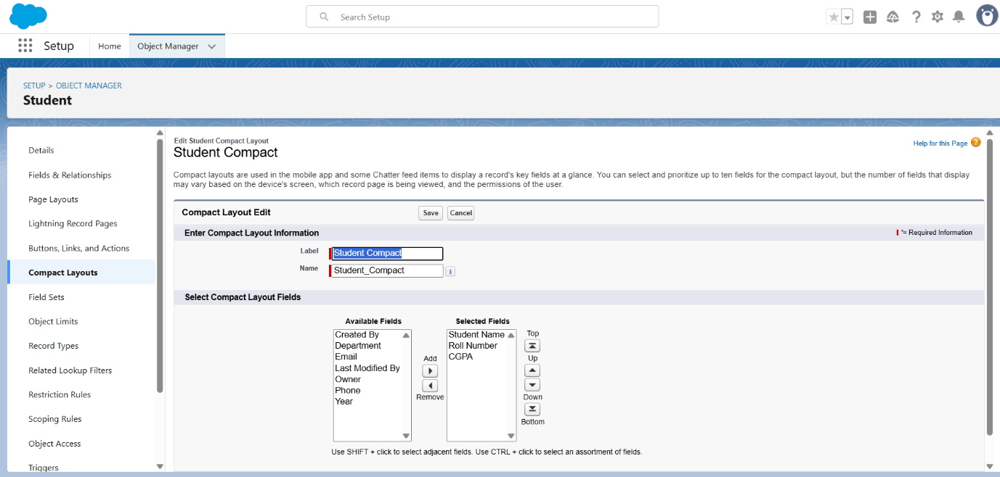 Search Setup
Setup Home Object Manager
SETUP > OBJECT MANAGER
Student
Details
Fields & Relationships
Page Layouts
Lightning Record Pages
Buttons, Links, and Actions
Compact Layouts
Field Sets
Object Limits
Record Types
Related Lookup Filters
Restriction Rules
Scoping Rules
Object Access
Triggers
Edit Student Compact Layout
Student Compact
Help for this Page
Compact layouts are used in the mobile app and some Chatter feed items to display a record's key fields at a glance. You can select and prioritize up to ten fields for the compact layout, but the number of fields that display
may vary based on the device's screen, which record page is being viewed, and the permissions of the user.
Compact Layout Edit Save Cancel
Enter Compact Layout Information *= Required Information
Label Student Compact
Name Student_Compact i
Select Compact Layout Fields
Available Fields
Created By
Department
Email
Last Modified By
Owner
Phone
Year
Add
Remove
Selected Fields
Student Name
Roll Number
CGPA
Top
Up
Down
Bottom
Use SHIFT + click to select adjacent fields. Use CTRL + click to select an assortment of fields.